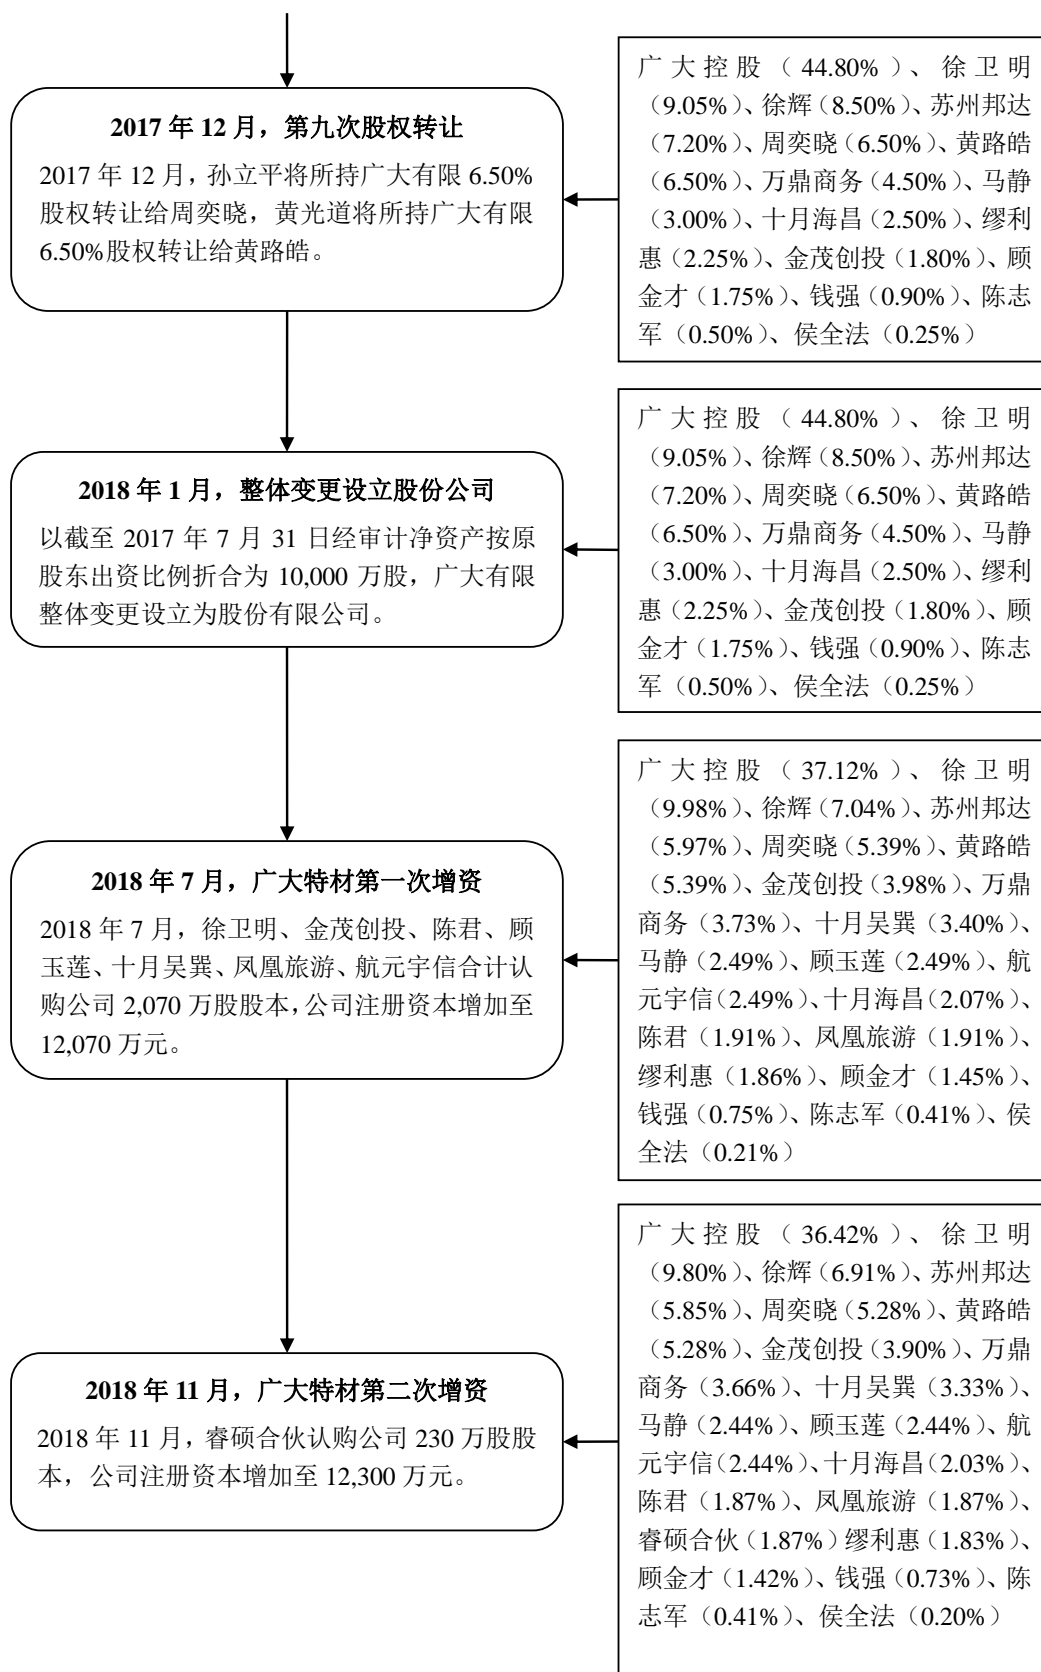 2017 年 12 月，第九次股权转让
2017 年 12 月，孙立平将所持广大有限 6.50%
股权转让给周奕晓，黄光道将所持广大有限
6.50%股权转让给黄路皓。
广大控股（44.80%）、徐卫明
（9.05%）、徐辉（8.50%）、苏州邦达
（7.20%）、周奕晓（6.50%）、黄路皓
（6.50%）、万鼎商务（4.50%）、马静
（3.00%）、十月海昌（2.50%）、缪利
惠（2.25%）、金茂创投（1.80%）、顾
金才（1.75%）、钱强（0.90%）、陈志
军（0.50%）、侯全法（0.25%）
2018 年 1 月，整体变更设立股份公司
以截至 2017 年 7 月 31 日经审计净资产按原
股东出资比例折合为 10,000 万股，广大有限
整体变更设立为股份有限公司。
广大控股（44.80%）、徐卫明
（9.05%）、徐辉（8.50%）、苏州邦达
（7.20%）、周奕晓（6.50%）、黄路皓
（6.50%）、万鼎商务（4.50%）、马静
（3.00%）、十月海昌（2.50%）、缪利
惠（2.25%）、金茂创投（1.80%）、顾
金才（1.75%）、钱强（0.90%）、陈志
军（0.50%）、侯全法（0.25%）
2018 年 7 月，广大特材第一次增资
2018 年 7 月，徐卫明、金茂创投、陈君、顾
玉莲、十月吴巽、凤凰旅游、航元宇信合计认
购公司 2,070 万股股本，公司注册资本增加至
12,070 万元。
广大控股（37.12%）、徐卫明
（9.98%）、徐辉（7.04%）、苏州邦达
（5.97%）、周奕晓（5.39%）、黄路皓
（5.39%）、金茂创投（3.98%）、万鼎
商务（3.73%）、十月吴巽（3.40%）、
马静（2.49%）、顾玉莲（2.49%）、航
元宇信（2.49%）、十月海昌（2.07%）、
陈君（1.91%）、凤凰旅游（1.91%）、
缪利惠（1.86%）、顾金才（1.45%）、
钱强（0.75%）、陈志军（0.41%）、侯
全法（0.21%）
2018 年 11 月，广大特材第二次增资
2018 年 11 月，睿硕合伙认购公司 230 万股股
本，公司注册资本增加至 12,300 万元。
广大控股（36.42%）、徐卫明
（9.80%）、徐辉（6.91%）、苏州邦达
（5.85%）、周奕晓（5.28%）、黄路皓
（5.28%）、金茂创投（3.90%）、万鼎
商务（3.66%）、十月吴巽（3.33%）、
马静（2.44%）、顾玉莲（2.44%）、航
元宇信（2.44%）、十月海昌（2.03%）、
陈君（1.87%）、凤凰旅游（1.87%）、
睿硕合伙（1.87%）缪利惠（1.83%）、
顾金才（1.42%）、钱强（0.73%）、陈
志军（0.41%）、侯全法（0.20%）